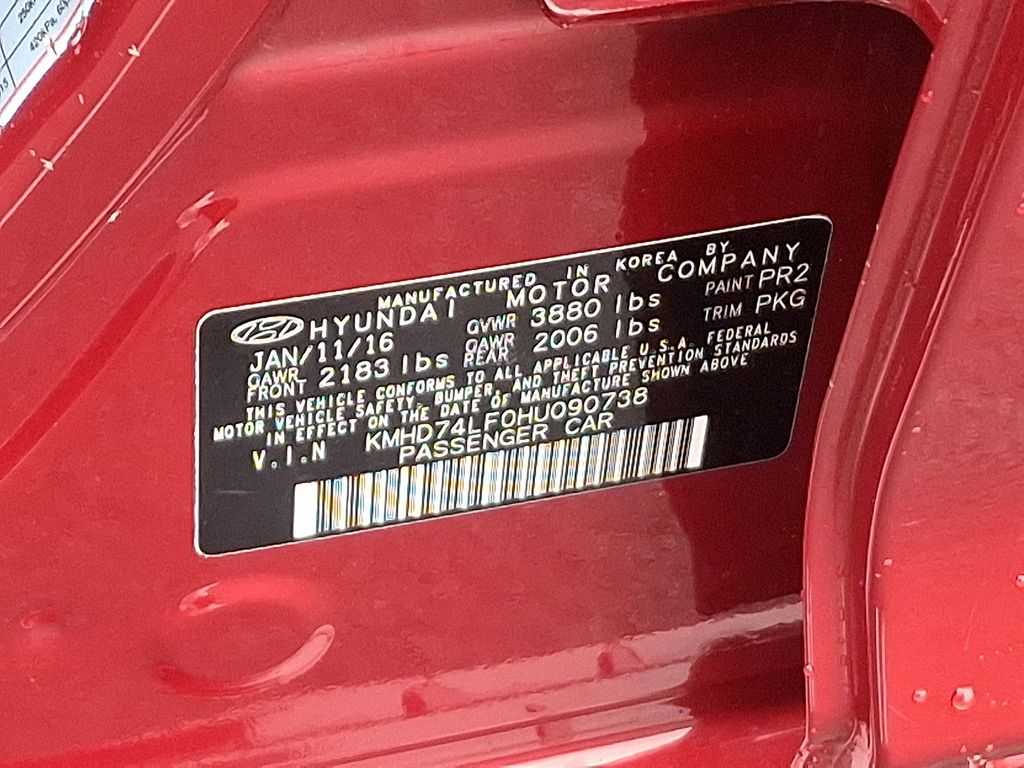 MANUFACTURED IN KOREA BY
HYUNDAI MOTOR COMPANY
JAN/11/16 GVWR 3880 lbs PAINT PR2
GAWR FRONT 2183 lbs GAWR REAR 2006 lbs TRIM PKG
THIS VEHICLE CONFORMS TO ALL APPLICABLE U.S.A. FEDERAL
MOTOR VEHICLE SAFETY, BUMPER, AND THEFT PREVENTION STANDARDS
IN EFFECT ON THE DATE OF MANUFACTURE SHOWN ABOVE
V.I.N KMHD74LF0HU090738
PASSENGER CAR